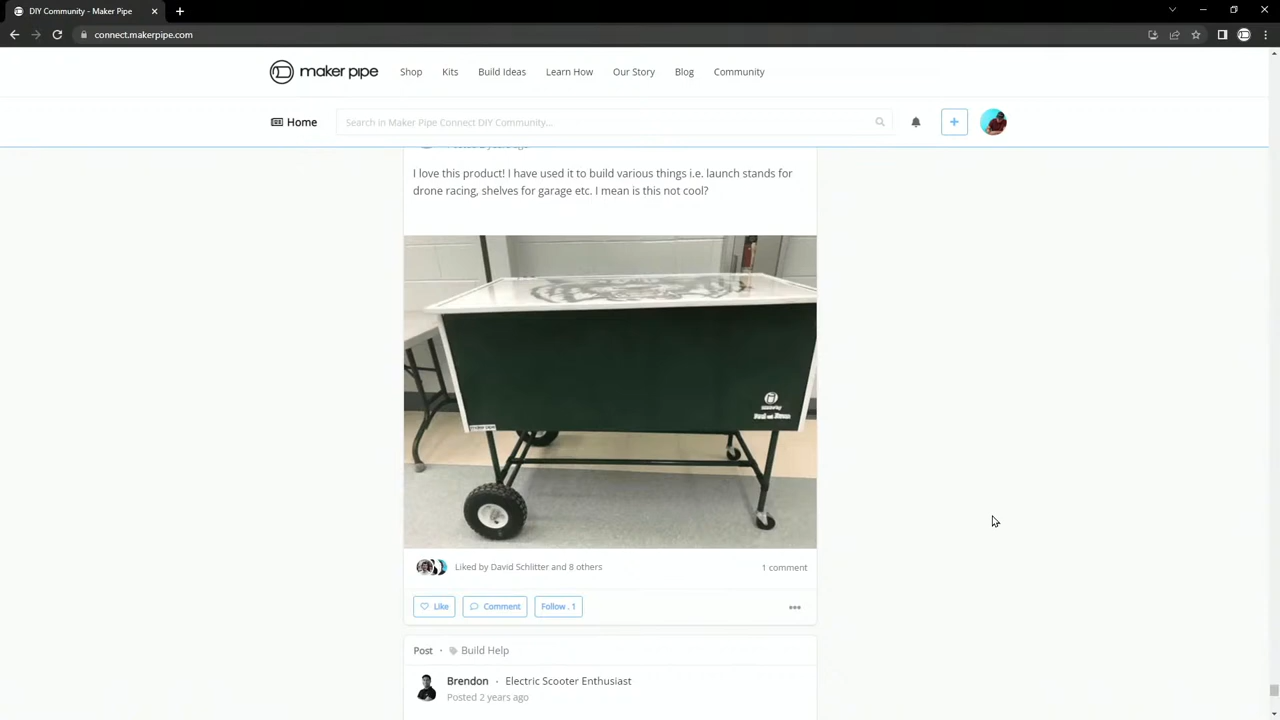 DIY Community - Maker Pipe
connect.makerpipe.com
maker pipe
Shop
Kits
Build Ideas
Learn How
Our Story
Blog
Community
Home
Search in Maker Pipe Connect DIY Community...
I love this product! I have used it to build various things i.e. launch stands for
drone racing, shelves for garage etc. I mean is this not cool?
Liked by David Schlitter and 8 others
1 comment
Like
Comment
Follow . 1
Post · Build Help
Brendon · Electric Scooter Enthusiast
Posted 2 years ago